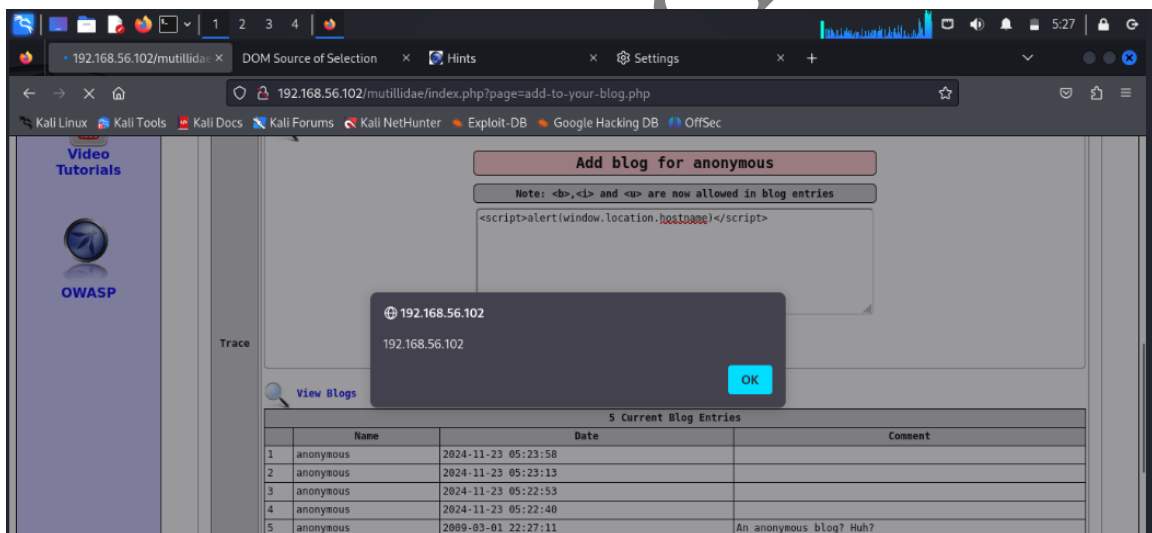 1 2 3 4
5:27
192.168.56.102/mutillidae
DOM Source of Selection
Hints
Settings
192.168.56.102/mutillidae/index.php?page=add-to-your-blog.php
Kali Linux Kali Tools Kali Docs Kali Forums Kali NetHunter Exploit-DB Google Hacking DB OffSec
Video
Tutorials
OWASP
Trace
Add blog for anonymous
Note: <b>,<i> and <u> are now allowed in blog entries
<script>alert(window.location.hostname)</script>
192.168.56.102
192.168.56.102
OK
View Blogs
5 Current Blog Entries
Name Date Comment
1 anonymous 2024-11-23 05:23:58
2 anonymous 2024-11-23 05:23:13
3 anonymous 2024-11-23 05:22:53
4 anonymous 2024-11-23 05:22:40
5 anonymous 2009-03-01 22:27:11 An anonymous blog? Huh?